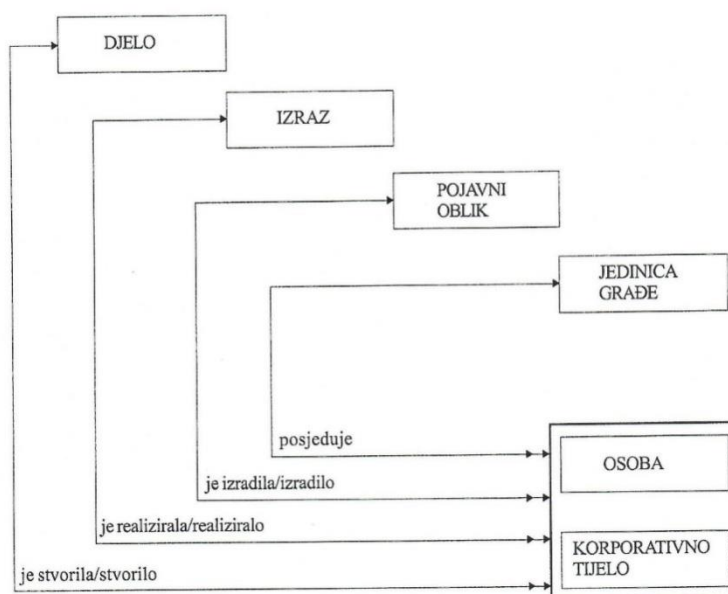 DJELO
IZRAZ
POJAVNI
OBLIK
JEDINICA
GRAĐE
posjeduje
OSOBA
je izradila/izradilo
je realizirala/realiziralo
KORPORATIVNO
TIJELO
je stvorila/stvorilo